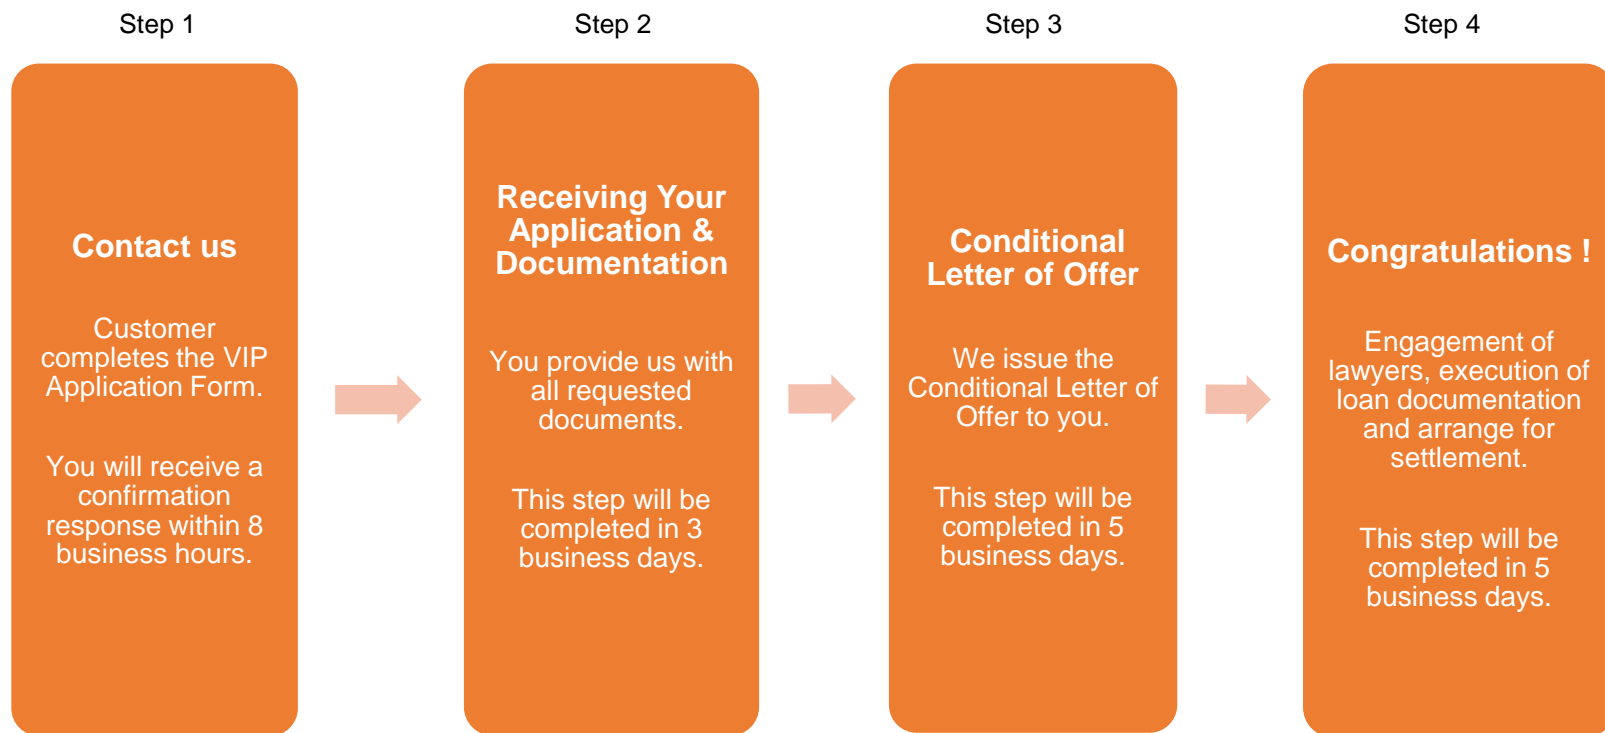 Step 1
Contact us
Customer
completes the VIP
Application Form.
You will receive a
confirmation
response within 8
business hours.
Step 2
Receiving Your
Application &
Documentation
You provide us with
all requested
documents.
This step will be
completed in 3
business days.
Step 3
Conditional
Letter of Offer
We issue the
Conditional Letter of
Offer to you.
This step will be
completed in 5
business days.
Step 4
Congratulations !
Engagement of
lawyers, execution of
loan documentation
and arrange for
settlement.
This step will be
completed in 5
business days.